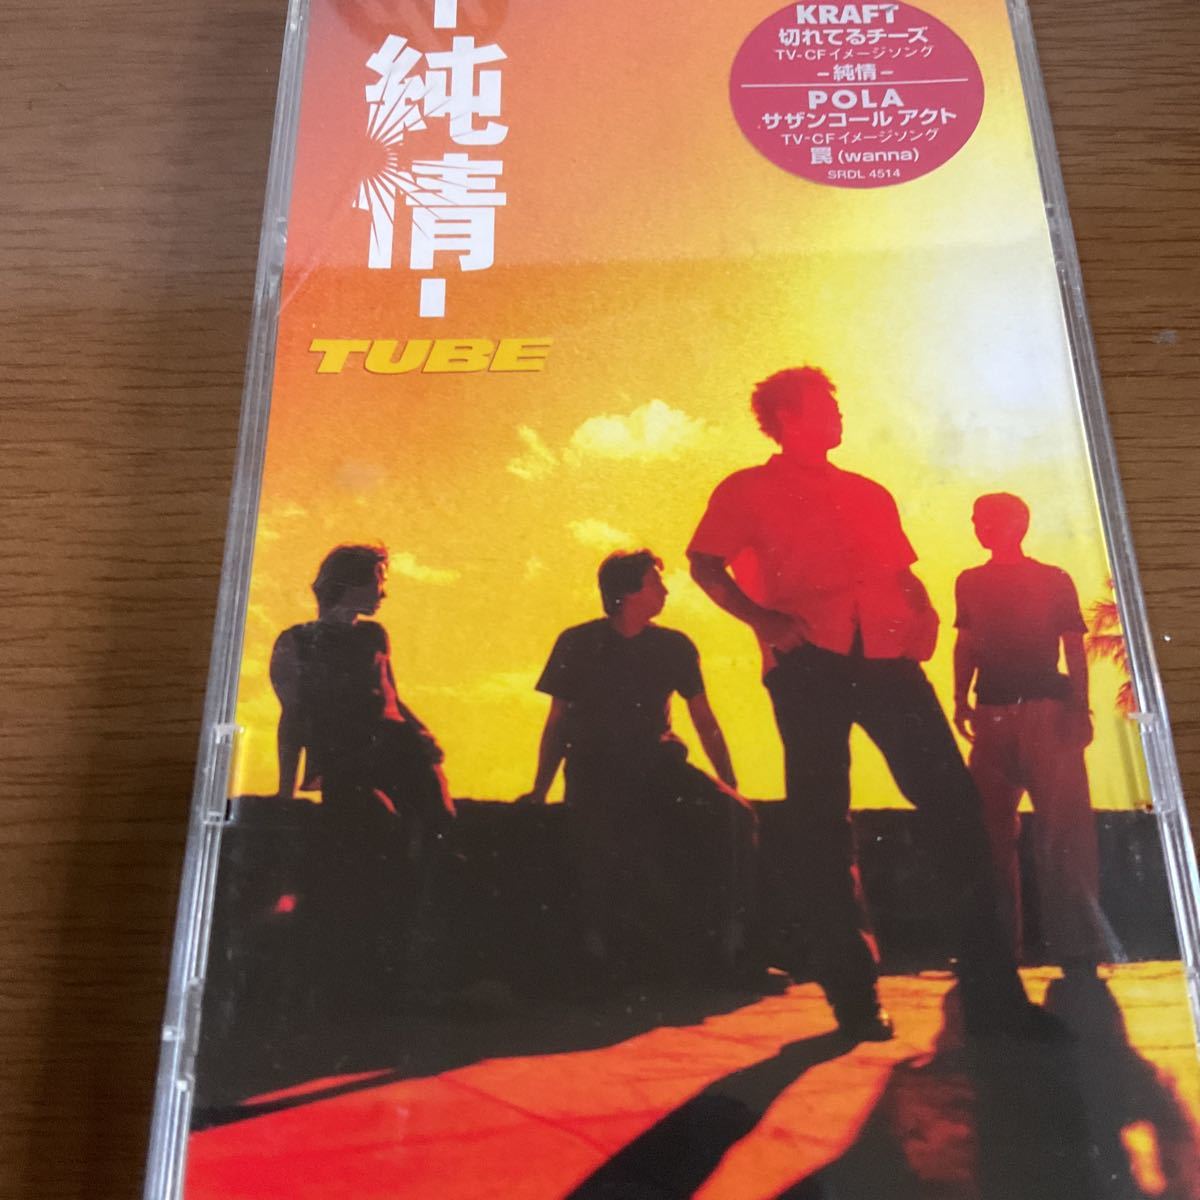 -純情-
TUBE
KRAFT
切れてるチーズ
TV-CFイメージソング
-純情-
POLA
サザンコール アクト
TV-CFイメージソング
罠(wanna)
SRDL 4514